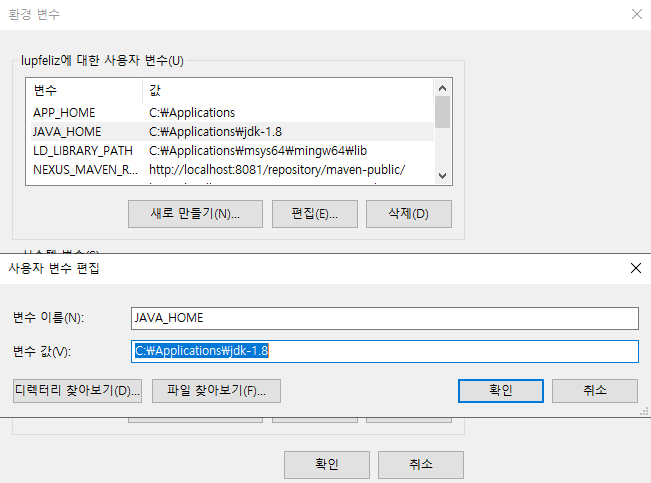 환경 변수
lupfeliz에 대한 사용자 변수(U)
변수 값
APP_HOME C:₩Applications
JAVA_HOME C:₩Applications₩jdk-1.8
LD_LIBRARY_PATH C:₩Applications₩msys64₩mingw64₩lib
NEXUS_MAVEN_R... http://localhost:8081/repository/maven-public/
새로 만들기(N)... 편집(E)... 삭제(D)
사용자 변수 편집
변수 이름(N): JAVA_HOME
변수 값(V): C:₩Applications₩jdk-1.8
디렉터리 찾아보기(D)... 파일 찾아보기(F)... 확인 취소
확인 취소